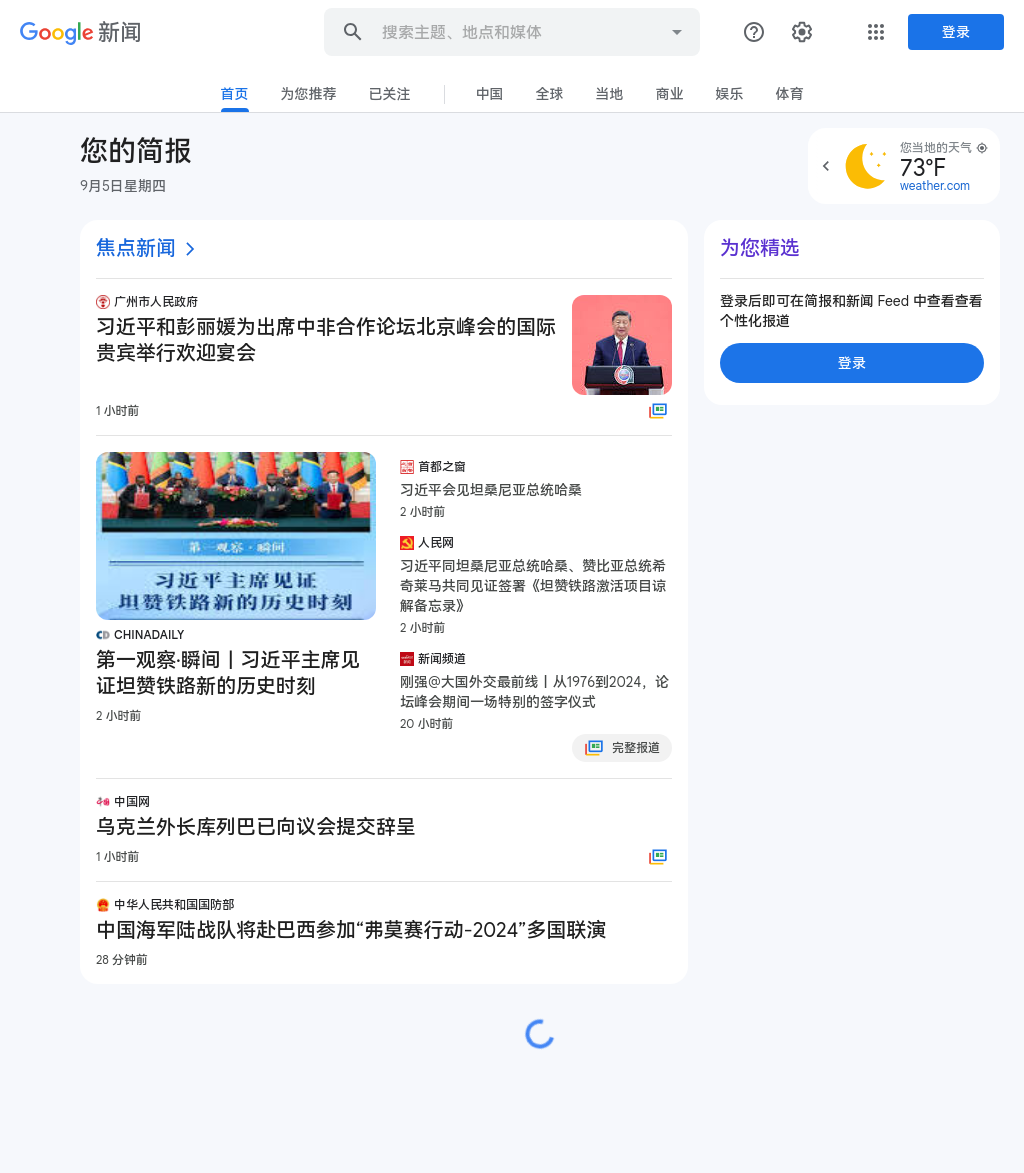 Google 新闻
搜索主题、地点和媒体
登录
首页
为您推荐
已关注
中国
全球
当地
商业
娱乐
体育
您的简报
9月5日星期四
您当地的天气
73°F
weather.com
焦点新闻
广州市人民政府
习近平和彭丽媛为出席中非合作论坛北京峰会的国际
贵宾举行欢迎宴会
1 小时前
第一观察·瞬间
习近平主席见证
坦赞铁路新的历史时刻
CHINADAILY
第一观察·瞬间丨习近平主席见
证坦赞铁路新的历史时刻
2 小时前
首都之窗
习近平会见坦桑尼亚总统哈桑
2 小时前
人民网
习近平同坦桑尼亚总统哈桑、赞比亚总统希
奇莱马共同见证签署《坦赞铁路激活项目谅
解备忘录》
2 小时前
新闻频道
刚强@大国外交最前线丨从1976到2024，论
坛峰会期间一场特别的签字仪式
20 小时前
完整报道
中国网
乌克兰外长库列巴已向议会提交辞呈
1 小时前
中华人民共和国国防部
中国海军陆战队将赴巴西参加“弗莫赛行动-2024”多国联演
28 分钟前
为您精选
登录后即可在简报和新闻 Feed 中查看查看
个性化报道
登录